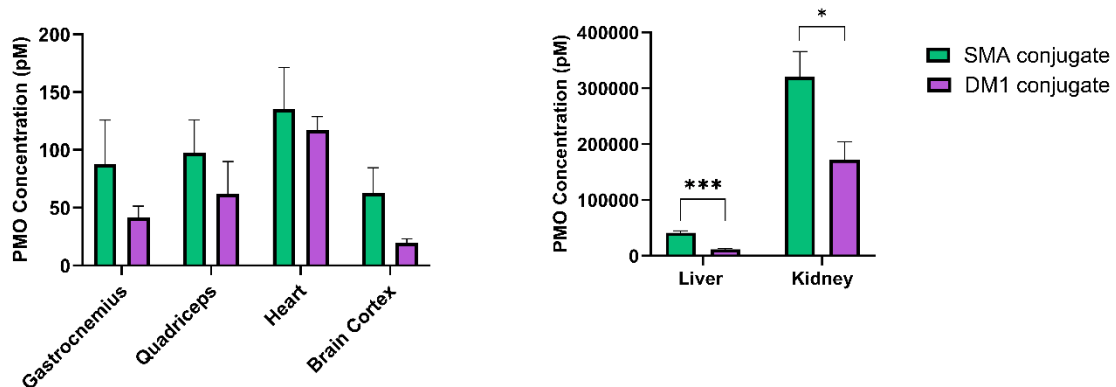 PMO Concentration (pM)
200
150
100
50
0
Gastrocnemius
Quadriceps
Heart
Brain Cortex
PMO Concentration (pM)
400000
300000
200000
100000
0
***
*
Liver
Kidney
SMA conjugate
DM1 conjugate